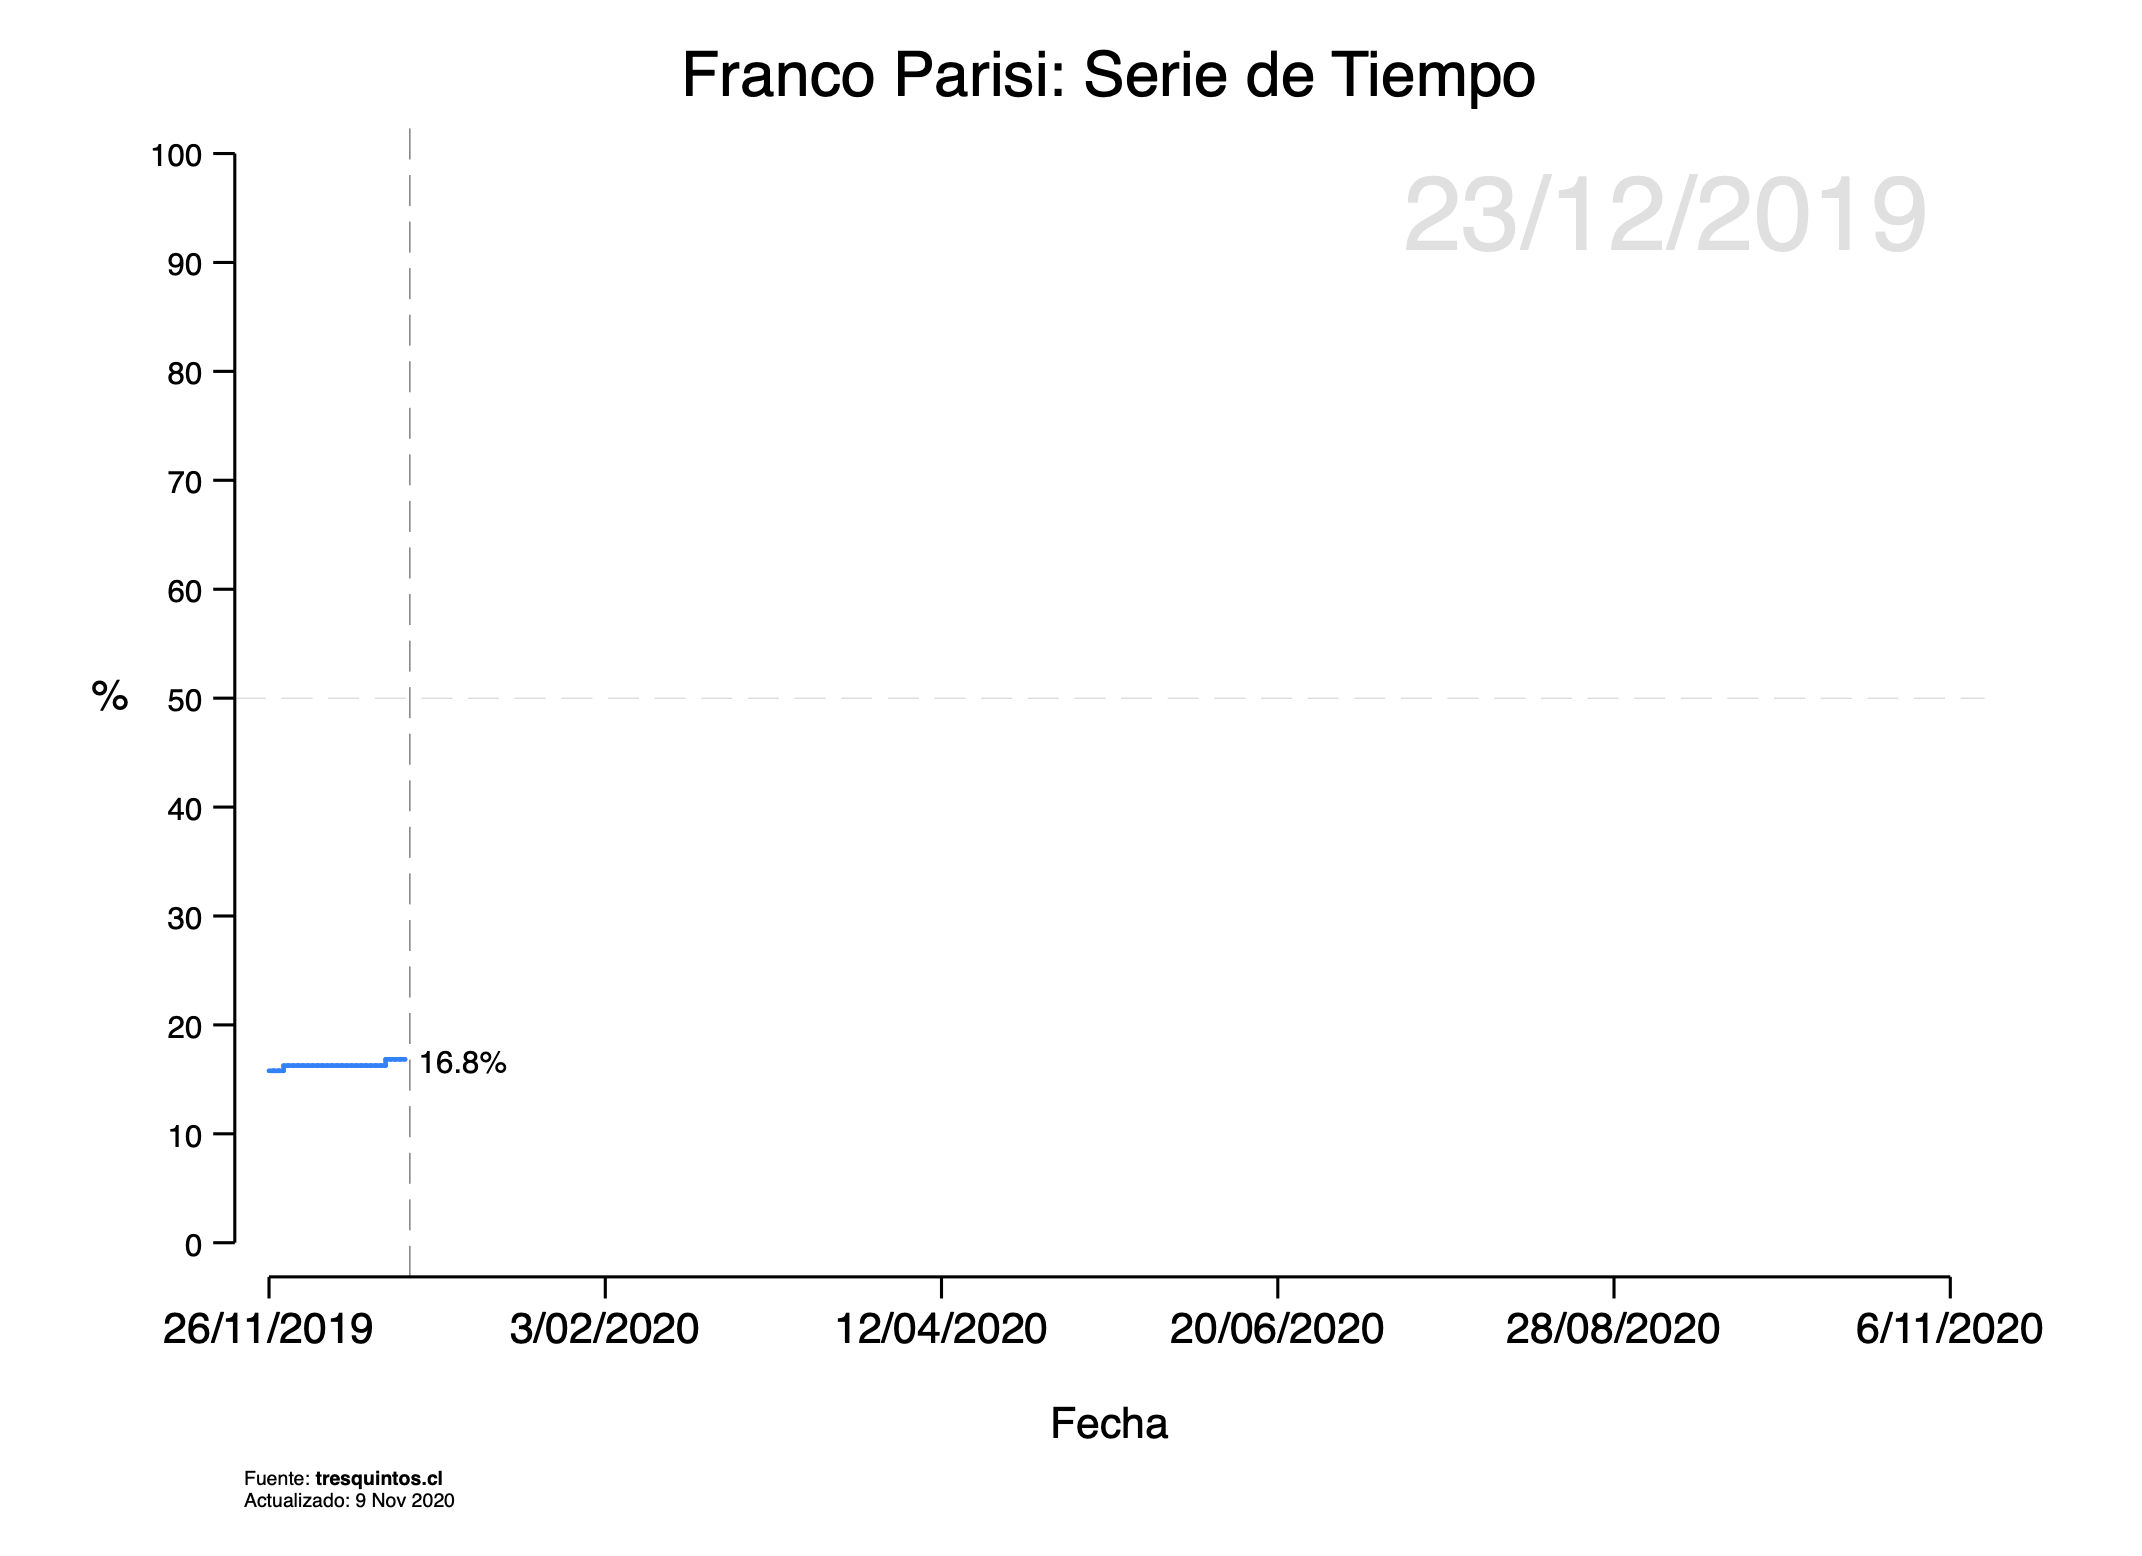 Franco Parisi: Serie de Tiempo
23/12/2019
100
90
80
70
60
%
50
40
30
20
16.8%
10
0
26/11/2019 3/02/2020 12/04/2020 20/06/2020 28/08/2020 6/11/2020
Fecha
Fuente: tresquintos.cl
Actualizado: 9 Nov 2020